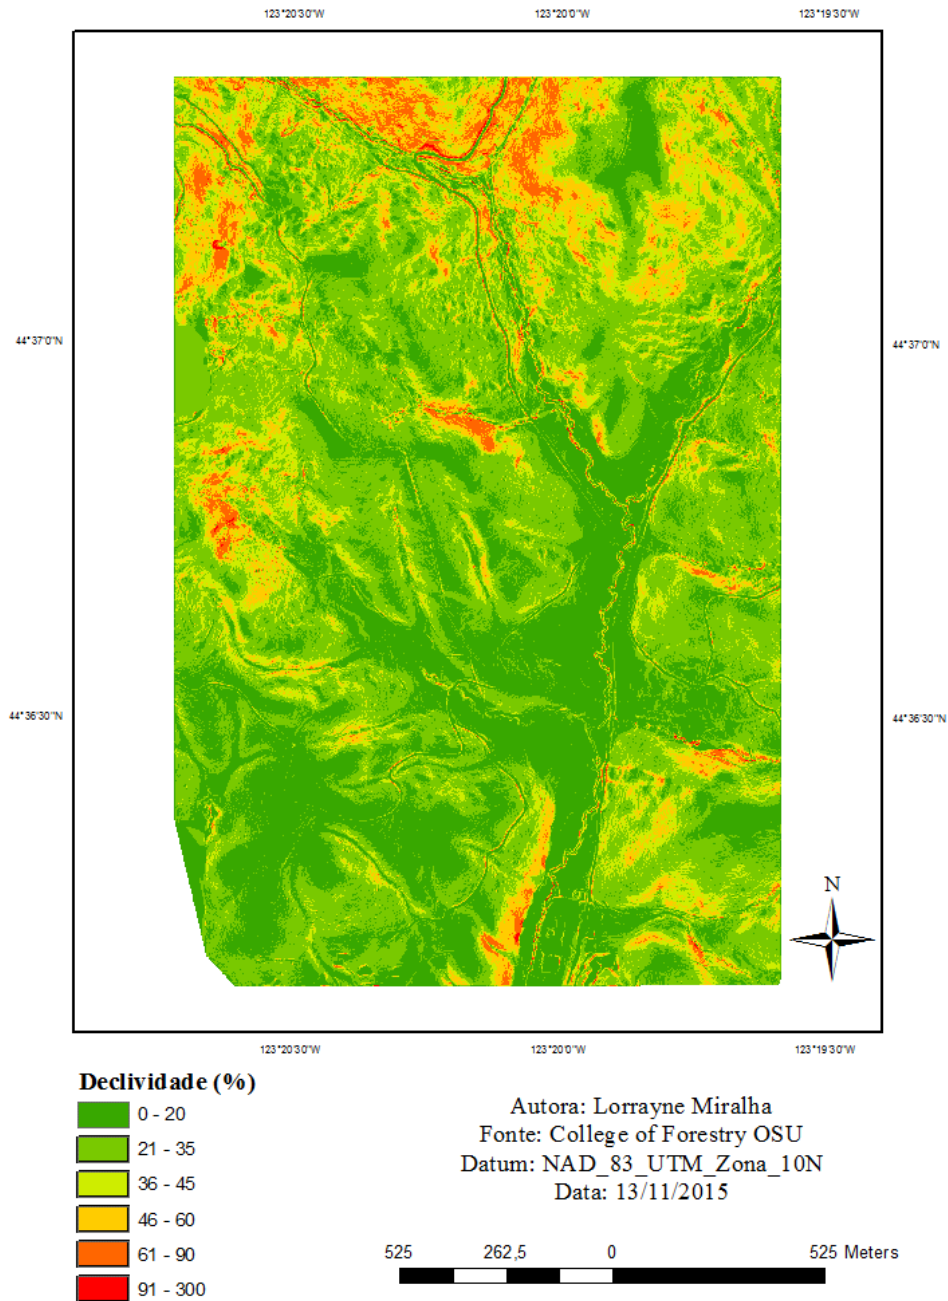 123°20'30"W 123°20'0"W 123°19'30"W
44°37'0"N 44°37'0"N
N
44°36'30"N 44°36'30"N
123°20'30"W 123°20'0"W 123°19'30"W
Declividade (%)
0 - 20
21 - 35
36 - 45
46 - 60
61 - 90
91 - 300
Autora: Lorrayne Miralha
Fonte: College of Forestry OSU
Datum: NAD_83_UTM_Zona_10N
Data: 13/11/2015
525 262,5 0 525 Meters